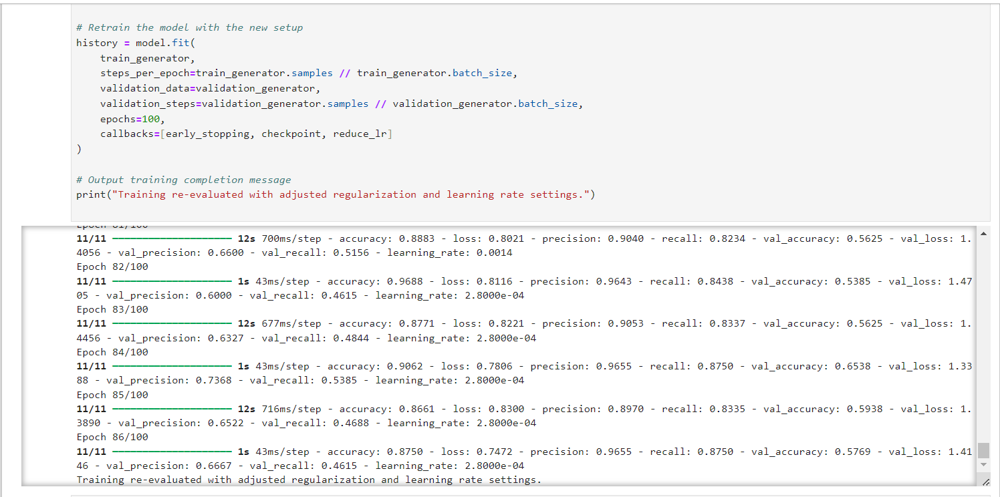 # Retrain the model with the new setup
history = model.fit(
    train_generator,
    steps_per_epoch=train_generator.samples // train_generator.batch_size,
    validation_data=validation_generator,
    validation_steps=validation_generator.samples // validation_generator.batch_size,
    epochs=100,
    callbacks=[early_stopping, checkpoint, reduce_lr]
)
# Output training completion message
print("Training re-evaluated with adjusted regularization and learning rate settings.")
Epoch 81/100
11/11 ━━━━━━━━━━━━━━━━━━━━ 12s 700ms/step - accuracy: 0.8883 - loss: 0.8021 - precision: 0.9040 - recall: 0.8234 - val_accuracy: 0.5625 - val_loss: 1.
4056 - val_precision: 0.6600 - val_recall: 0.5156 - learning_rate: 0.0014
Epoch 82/100
11/11 ━━━━━━━━━━━━━━━━━━━━ 1s 43ms/step - accuracy: 0.9688 - loss: 0.8116 - precision: 0.9643 - recall: 0.8438 - val_accuracy: 0.5385 - val_loss: 1.47
05 - val_precision: 0.6000 - val_recall: 0.4615 - learning_rate: 2.8000e-04
Epoch 83/100
11/11 ━━━━━━━━━━━━━━━━━━━━ 12s 677ms/step - accuracy: 0.8771 - loss: 0.8221 - precision: 0.9053 - recall: 0.8337 - val_accuracy: 0.5625 - val_loss: 1.
4456 - val_precision: 0.6327 - val_recall: 0.4844 - learning_rate: 2.8000e-04
Epoch 84/100
11/11 ━━━━━━━━━━━━━━━━━━━━ 1s 43ms/step - accuracy: 0.9062 - loss: 0.7806 - precision: 0.9655 - recall: 0.8750 - val_accuracy: 0.6538 - val_loss: 1.33
88 - val_precision: 0.7368 - val_recall: 0.5385 - learning_rate: 2.8000e-04
Epoch 85/100
11/11 ━━━━━━━━━━━━━━━━━━━━ 12s 716ms/step - accuracy: 0.8661 - loss: 0.8300 - precision: 0.8970 - recall: 0.8335 - val_accuracy: 0.5938 - val_loss: 1.
3890 - val_precision: 0.6522 - val_recall: 0.4688 - learning_rate: 2.8000e-04
Epoch 86/100
11/11 ━━━━━━━━━━━━━━━━━━━━ 1s 43ms/step - accuracy: 0.8750 - loss: 0.7472 - precision: 0.9655 - recall: 0.8750 - val_accuracy: 0.5769 - val_loss: 1.41
46 - val_precision: 0.6667 - val_recall: 0.4615 - learning_rate: 2.8000e-04
Training re-evaluated with adjusted regularization and learning rate settings.